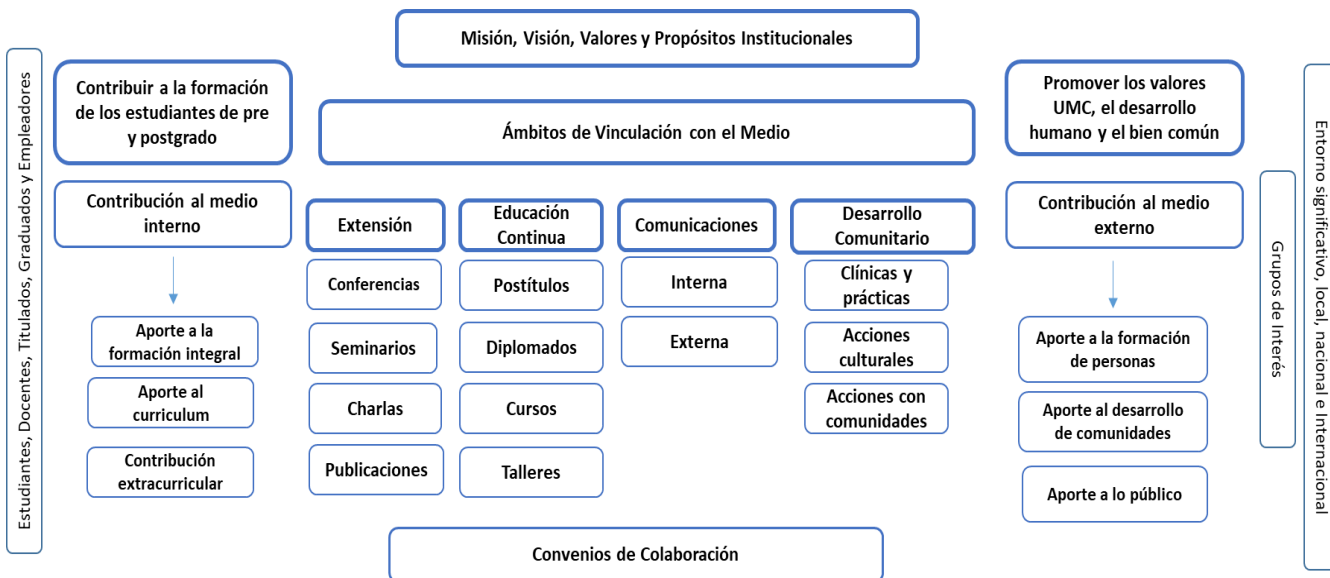 Misión, Visión, Valores y Propósitos Institucionales
Estudiantes, Docentes, Titulados, Graduados y Empleadores
Contribuir a la formación
de los estudiantes de pre
y postgrado
Contribución al medio
interno
Aporte a la
formación integral
Aporte al
curriculum
Contribución
extracurricular
Ámbitos de Vinculación con el Medio
Extensión
Conferencias
Seminarios
Charlas
Publicaciones
Educación
Continua
Postítulos
Diplomados
Cursos
Talleres
Comunicaciones
Interna
Externa
Desarrollo
Comunitario
Clínicas y
prácticas
Acciones
culturales
Acciones con
comunidades
Promover los valores
UMC, el desarrollo
humano y el bien común
Contribución al medio
externo
Aporte a la formación
de personas
Aporte al desarrollo
de comunidades
Aporte a lo público
Grupos de Interés
Entorno significativo, local, nacional e Internacional
Convenios de Colaboración